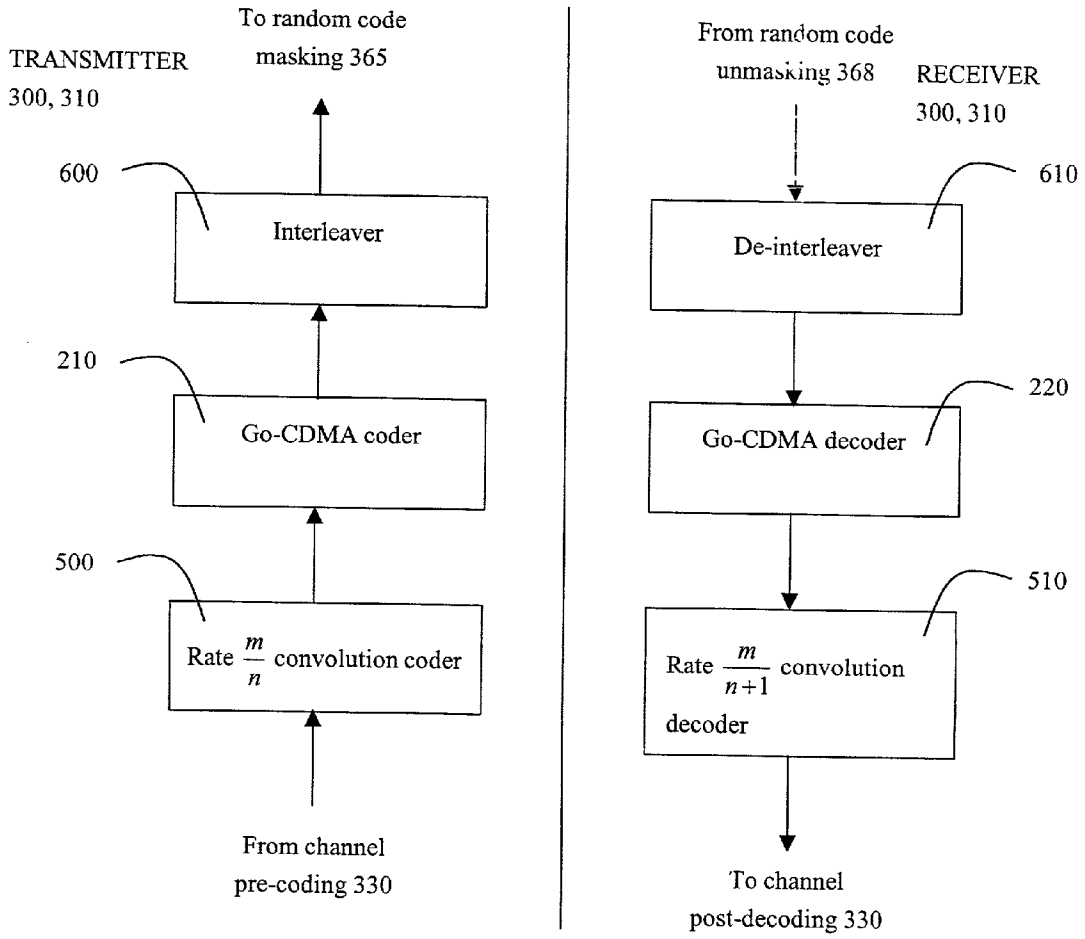 To random code
masking 365
TRANSMITTER
300, 310
600
Interleaver
210
Go-CDMA coder
500
Rate m/n convolution coder
From channel
pre-coding 330
From random code
unmasking 368
RECEIVER
300, 310
610
De-interleaver
220
Go-CDMA decoder
510
Rate m/n+1 convolution
decoder
To channel
post-decoding 330